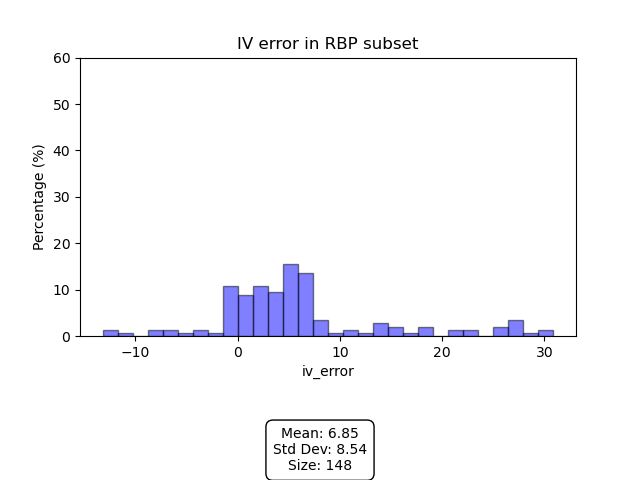 IV error in RBP subset
60
50
40
30
20
10
0
Percentage (%)
−10 0 10 20 30
iv_error
Mean: 6.85
Std Dev: 8.54
Size: 148